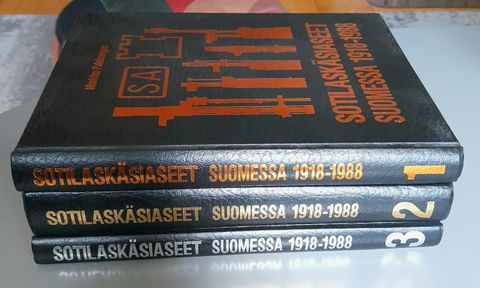 SA
SOTILASKÄSIASEET
SUOMESSA 1918-1988
SOTILASKÄSIASEET SUOMESSA 1918-1988 1
SOTILASKÄSIASEET SUOMESSA 1918-1988 2
SOTILASKÄSIASEET SUOMESSA 1918-1988 3